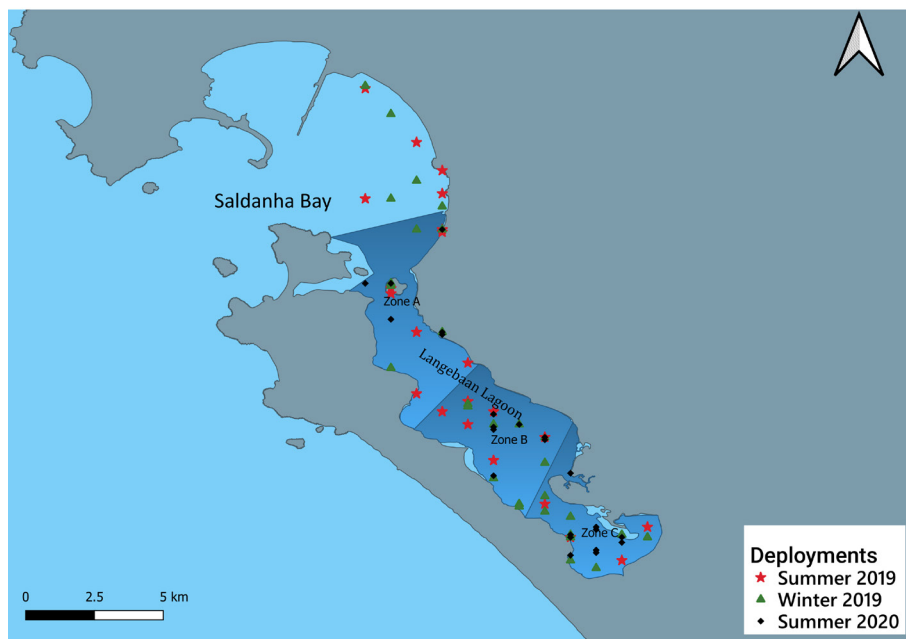 Saldanha Bay
Zone A
Langebaan Lagoon
Zone B
Zone C
Deployments
Summer 2019
Winter 2019
Summer 2020
0 2.5 5 km